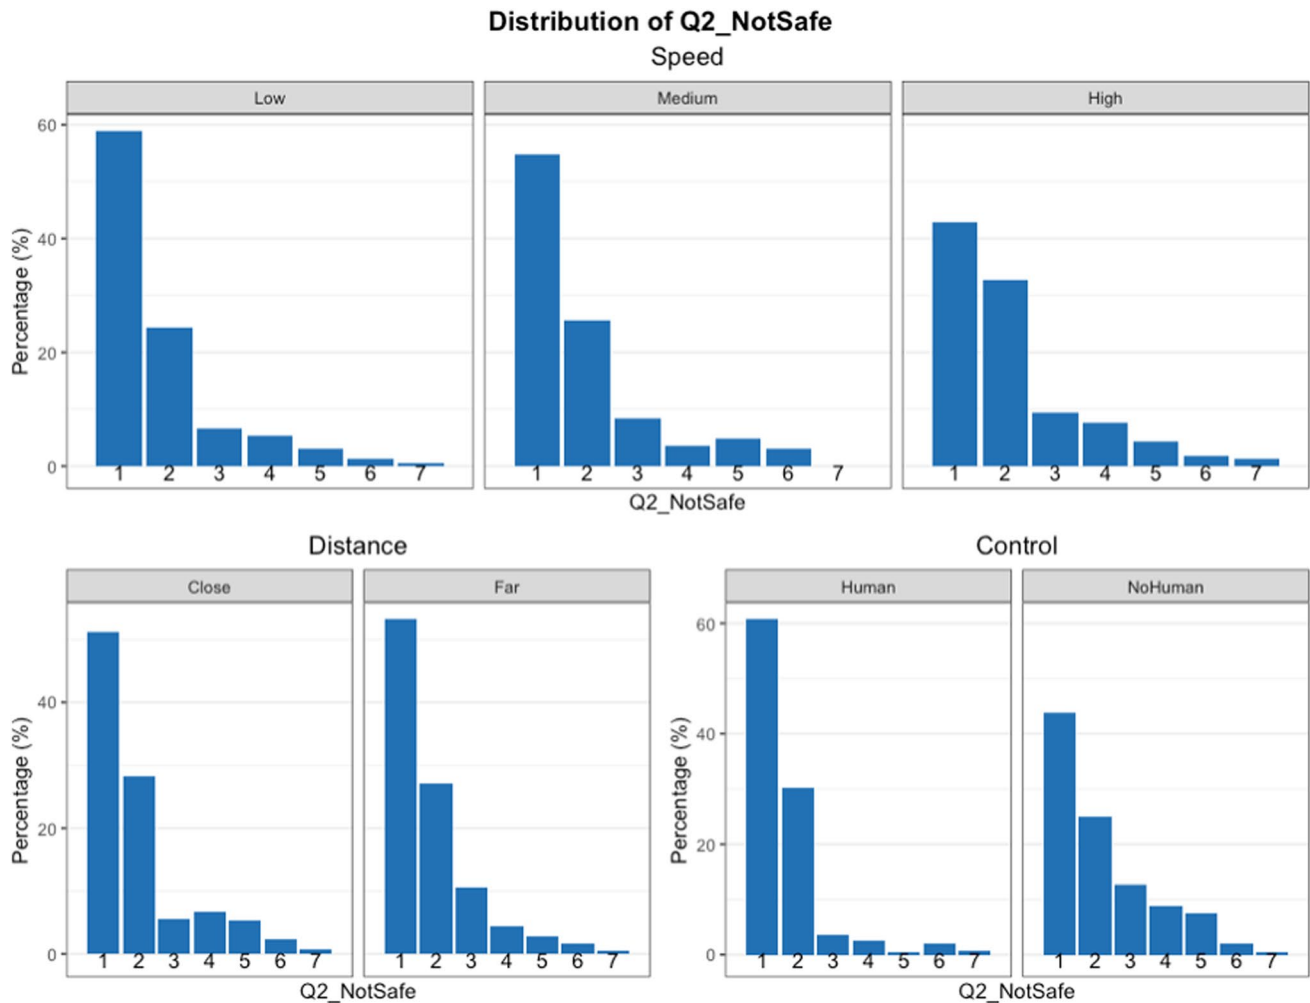 Distribution of Q2_NotSafe
Speed
Low Medium High
60
40
20
0
Percentage (%)
1 2 3 4 5 6 7 1 2 3 4 5 6 7 1 2 3 4 5 6 7
Q2_NotSafe
Distance
Close Far
40
20
0
Percentage (%)
1 2 3 4 5 6 7 1 2 3 4 5 6 7
Q2_NotSafe
Control
Human NoHuman
60
40
20
0
Percentage (%)
1 2 3 4 5 6 7 1 2 3 4 5 6 7
Q2_NotSafe